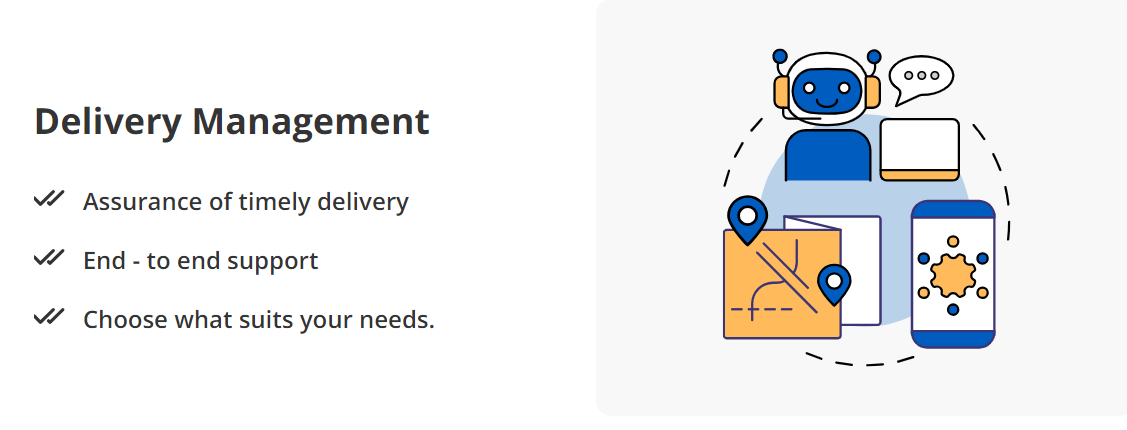 Delivery Management
Assurance of timely delivery
End - to end support
Choose what suits your needs.